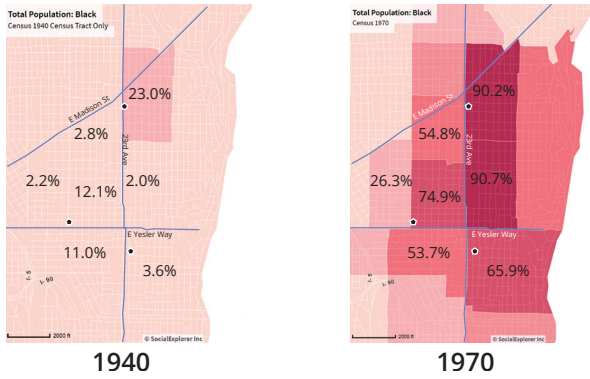 Total Population: Black
Census 1940 Census Tract Only
23.0%
E Madison St
2.8%
23rd Ave
2.2%
12.1%
2.0%
E Yesler Way
11.0%
3.6%
I- 5
I- 90
2000 ft
© SocialExplorer Inc
1940
Total Population: Black
Census 1970
90.2%
E Madison St
54.8%
23rd Ave
26.3%
74.9%
90.7%
E Yesler Way
53.7%
65.9%
I- 5
I- 90
2000 ft
© SocialExplorer Inc
1970